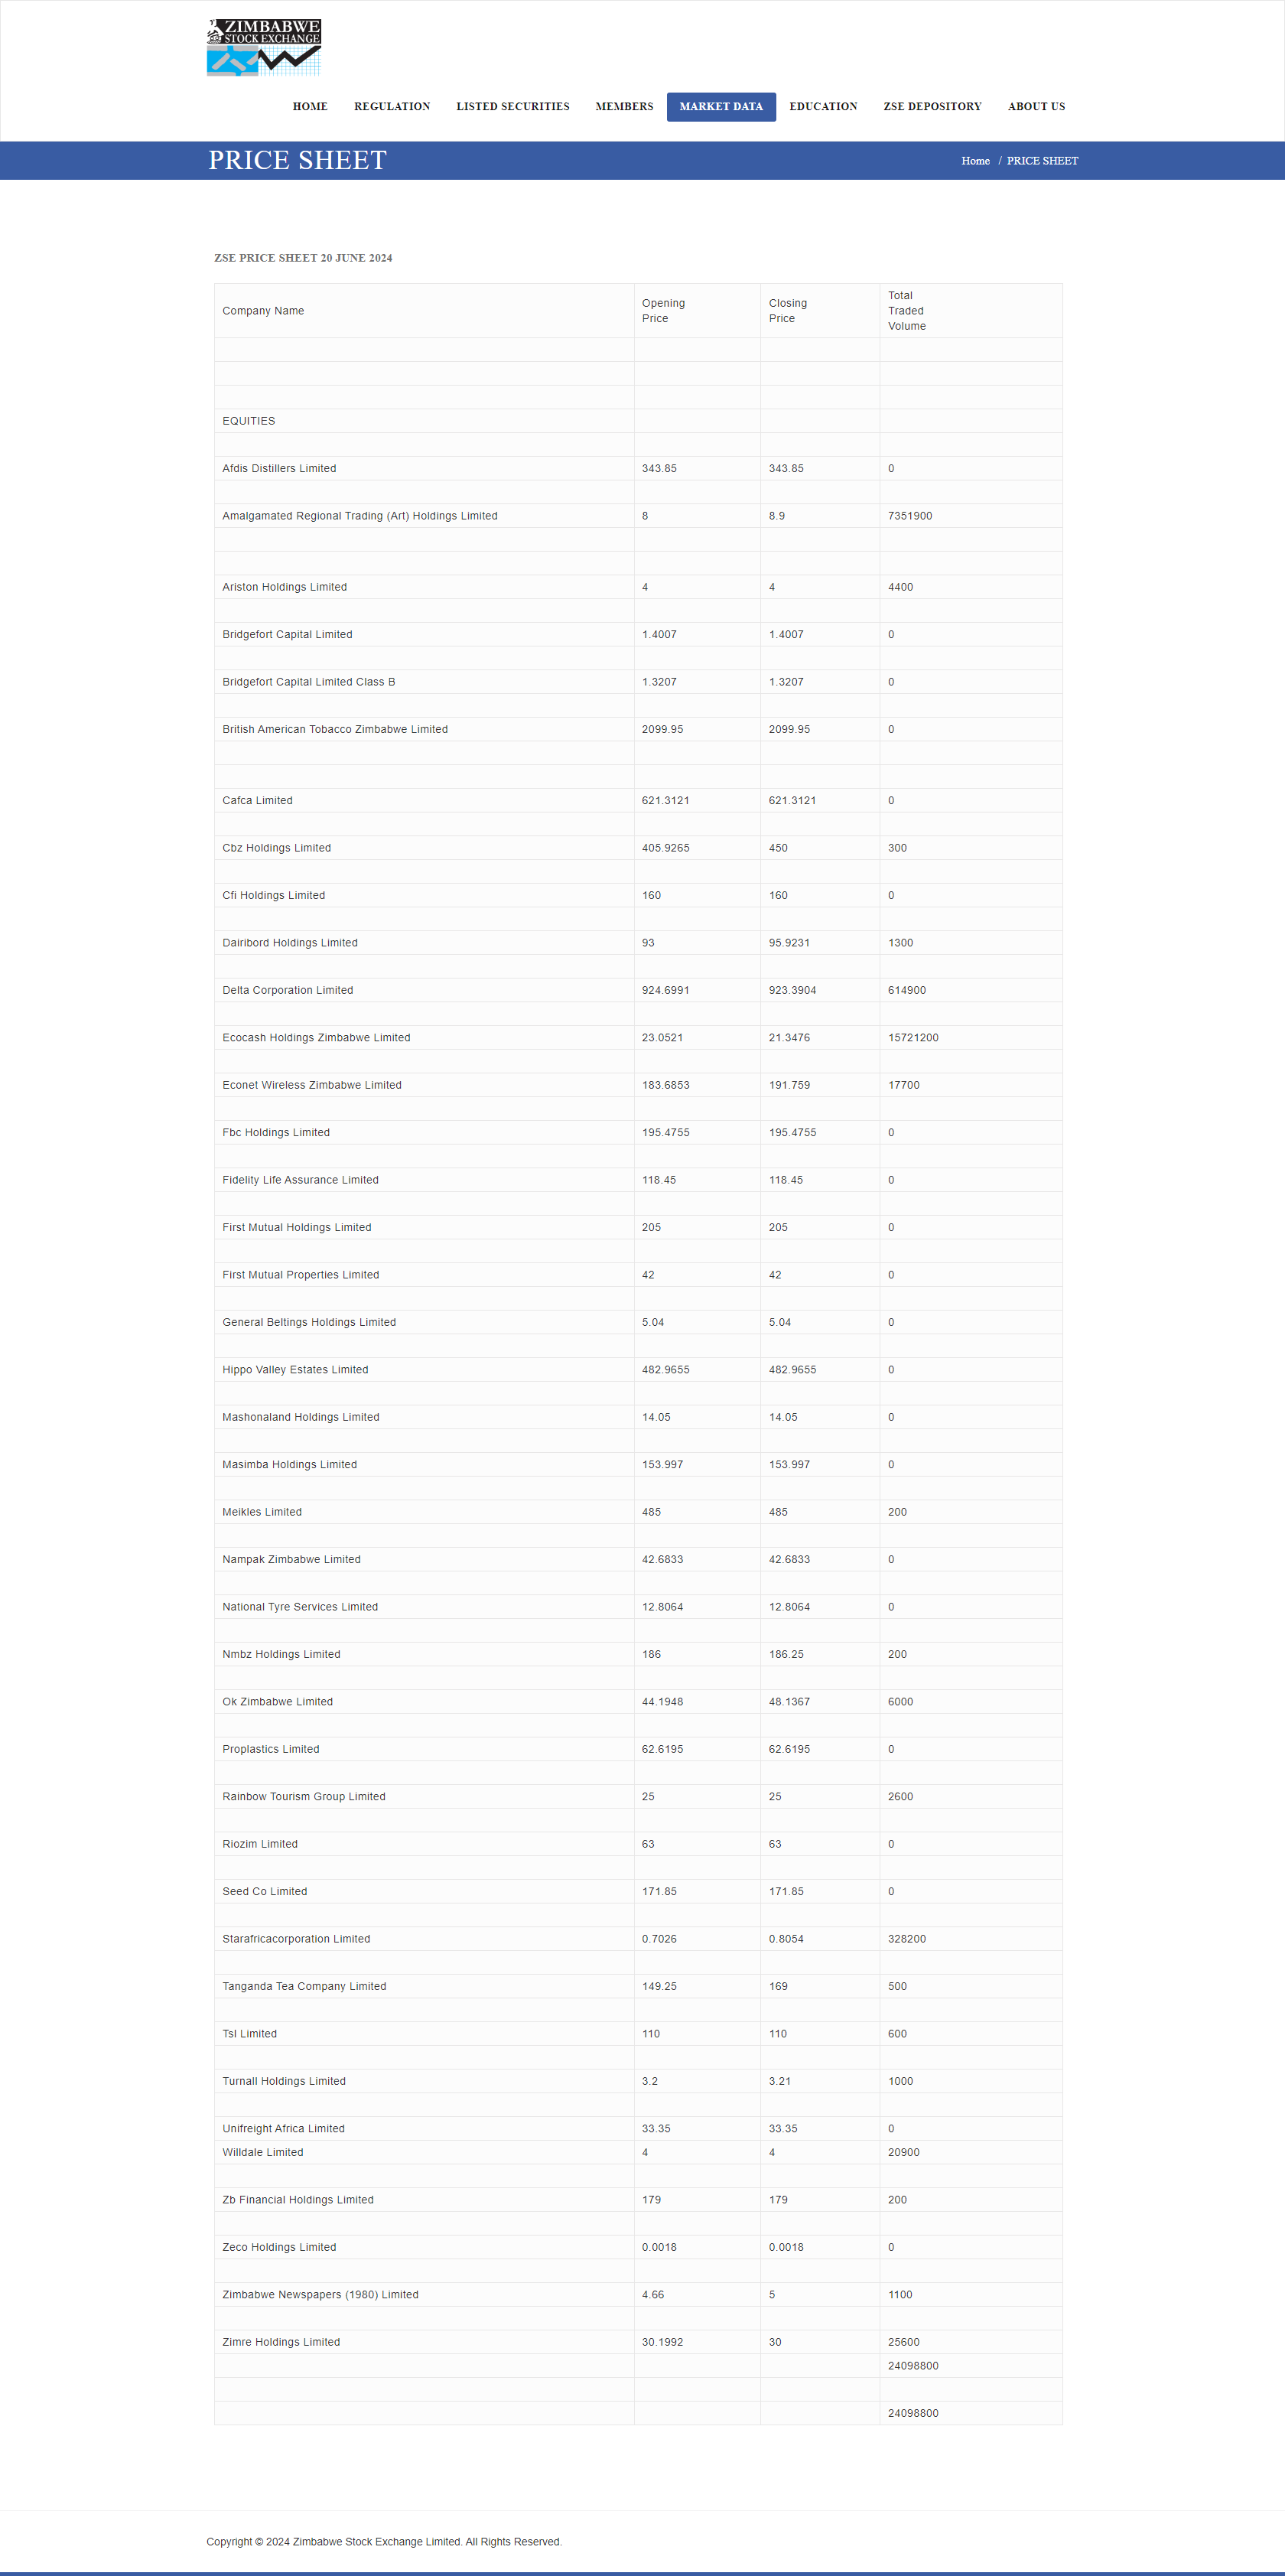 ZIMBABWE
STOCK EXCHANGE
HOME REGULATION LISTED SECURITIES MEMBERS MARKET DATA EDUCATION ZSE DEPOSITORY ABOUT US
PRICE SHEET Home / PRICE SHEET
ZSE PRICE SHEET 20 JUNE 2024
Company Name Opening Price Closing Price Total Traded Volume
EQUITIES
Afdis Distillers Limited 343.85 343.85 0
Amalgamated Regional Trading (Art) Holdings Limited 8 8.9 7351900
Ariston Holdings Limited 4 4 4400
Bridgefort Capital Limited 1.4007 1.4007 0
Bridgefort Capital Limited Class B 1.3207 1.3207 0
British American Tobacco Zimbabwe Limited 2099.95 2099.95 0
Cafca Limited 621.3121 621.3121 0
Cbz Holdings Limited 405.9265 450 300
Cfi Holdings Limited 160 160 0
Dairibord Holdings Limited 93 95.9231 1300
Delta Corporation Limited 924.6991 923.3904 614900
Ecocash Holdings Zimbabwe Limited 23.0521 21.3476 15721200
Econet Wireless Zimbabwe Limited 183.6853 191.759 17700
Fbc Holdings Limited 195.4755 195.4755 0
Fidelity Life Assurance Limited 118.45 118.45 0
First Mutual Holdings Limited 205 205 0
First Mutual Properties Limited 42 42 0
General Beltings Holdings Limited 5.04 5.04 0
Hippo Valley Estates Limited 482.9655 482.9655 0
Mashonaland Holdings Limited 14.05 14.05 0
Masimba Holdings Limited 153.997 153.997 0
Meikles Limited 485 485 200
Nampak Zimbabwe Limited 42.6833 42.6833 0
National Tyre Services Limited 12.8064 12.8064 0
Nmbz Holdings Limited 186 186.25 200
Ok Zimbabwe Limited 44.1948 48.1367 6000
Proplastics Limited 62.6195 62.6195 0
Rainbow Tourism Group Limited 25 25 2600
Riozim Limited 63 63 0
Seed Co Limited 171.85 171.85 0
Starafricacorporation Limited 0.7026 0.8054 328200
Tanganda Tea Company Limited 149.25 169 500
Tsl Limited 110 110 600
Turnall Holdings Limited 3.2 3.21 1000
Unifreight Africa Limited 33.35 33.35 0
Willdale Limited 4 4 20900
Zb Financial Holdings Limited 179 179 200
Zeco Holdings Limited 0.0018 0.0018 0
Zimbabwe Newspapers (1980) Limited 4.66 5 1100
Zimre Holdings Limited 30.1992 30 25600
24098800
24098800
Copyright © 2024 Zimbabwe Stock Exchange Limited. All Rights Reserved.